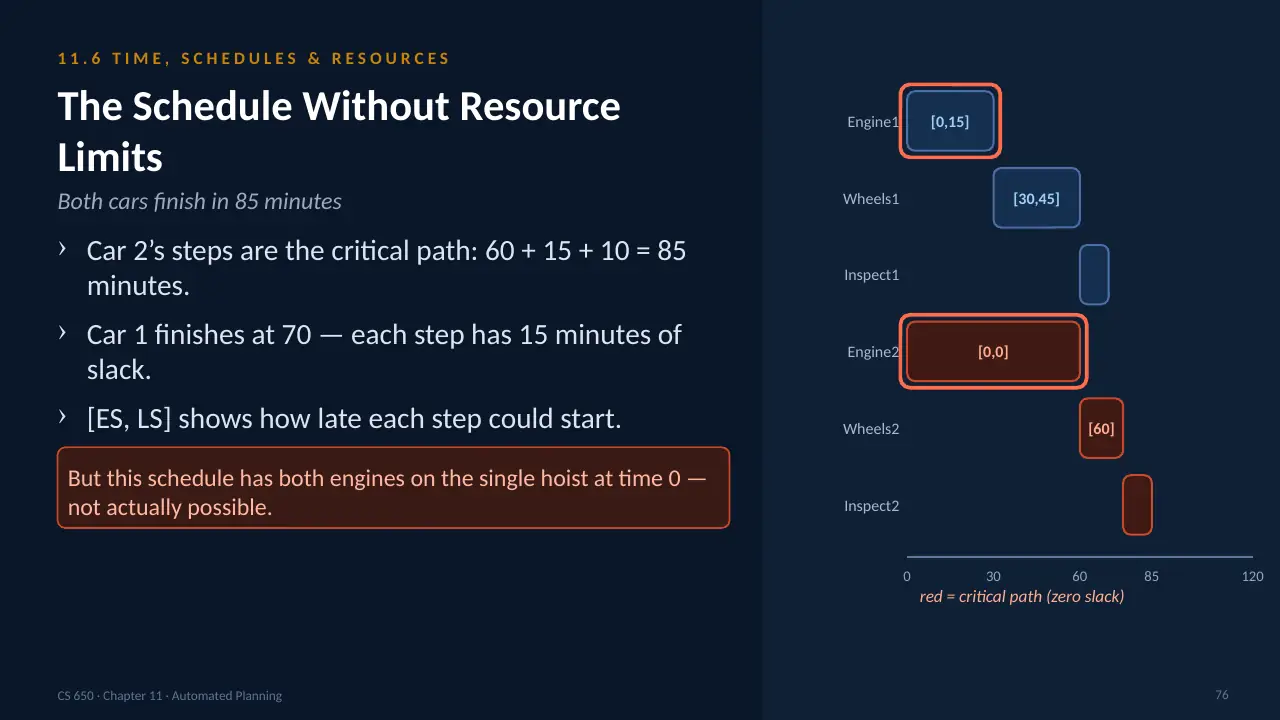 11.6 TIME, SCHEDULES & RESOURCES
The Schedule Without Resource
Limits
Both cars finish in 85 minutes
› Car 2’s steps are the critical path: 60 + 15 + 10 = 85
minutes.
› Car 1 finishes at 70 — each step has 15 minutes of
slack.
› [ES, LS] shows how late each step could start.
But this schedule has both engines on the single hoist at time 0 —
not actually possible.
Engine1 [0,15]
Wheels1 [30,45]
Inspect1
Engine2 [0,0]
Wheels2 [60]
Inspect2
0 30 60 85 120
red = critical path (zero slack)
CS 650 · Chapter 11 · Automated Planning
76